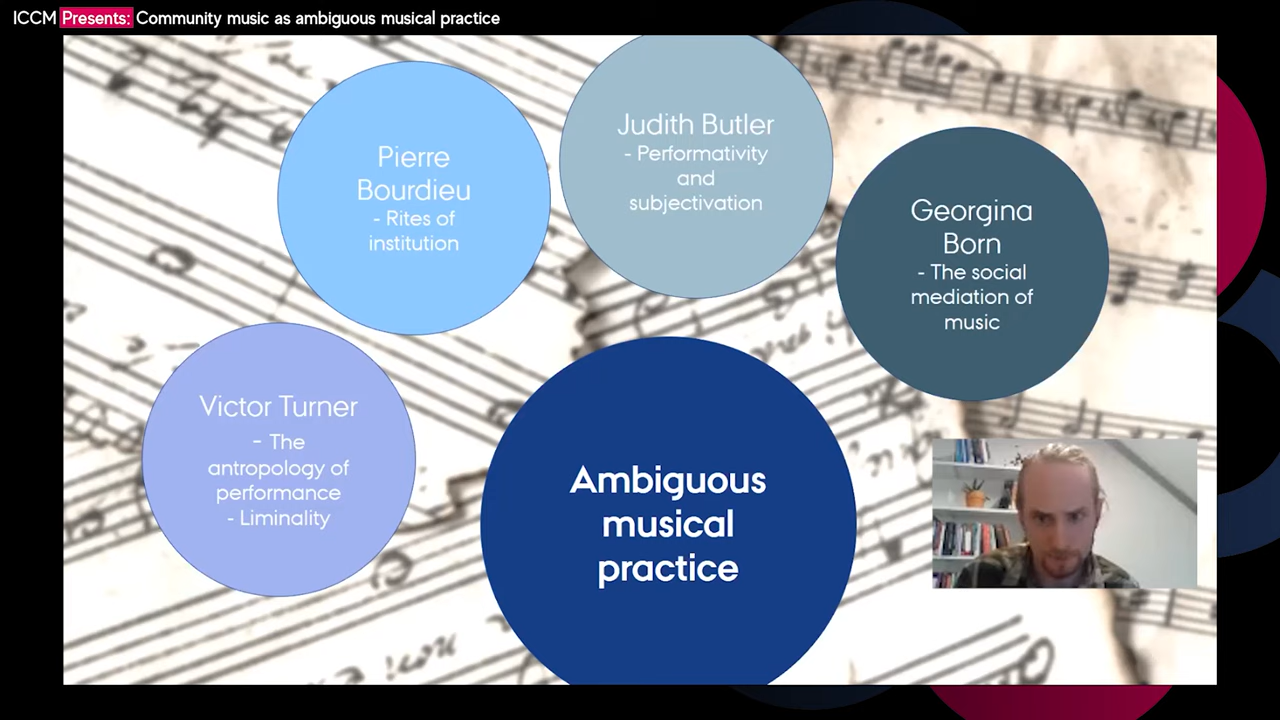 ICCM Presents: Community music as ambiguous musical practice
Pierre
Bourdieu
- Rites of
institution
Judith Butler
- Performativity
and
subjectivation
Georgina
Born
- The social
mediation of
music
Victor Turner
- The
antropology of
performance
- Liminality
Ambiguous
musical
practice